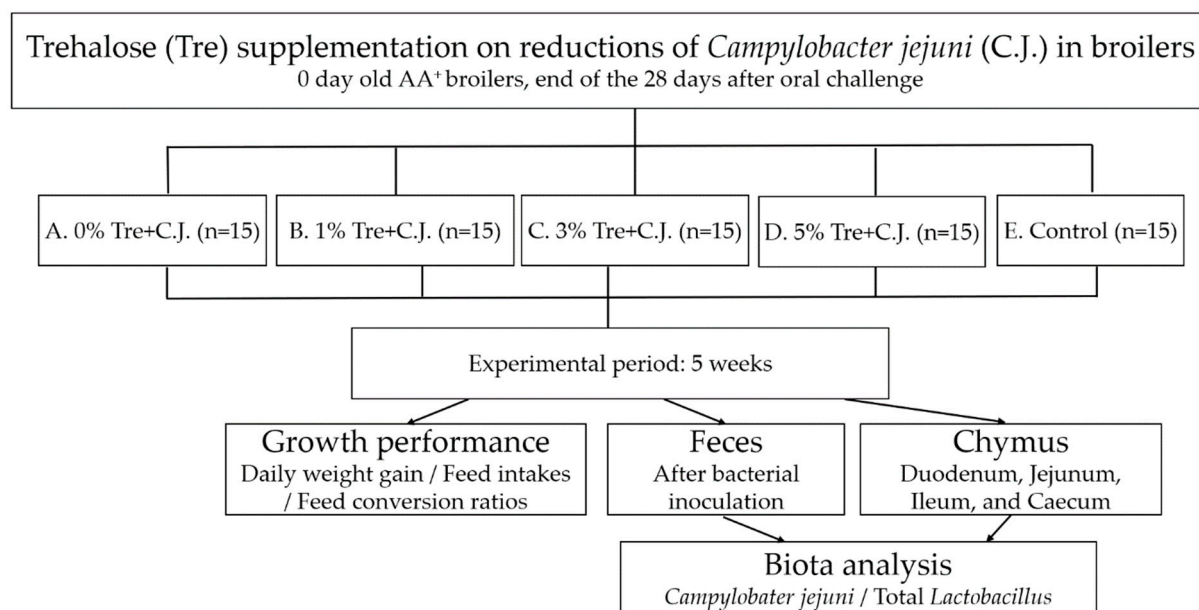 Trehalose (Tre) supplementation on reductions of Campylobacter jejuni (C.J.) in broilers
0 day old AA+ broilers, end of the 28 days after oral challenge
A. 0% Tre+C.J. (n=15)
B. 1% Tre+C.J. (n=15)
C. 3% Tre+C.J. (n=15)
D. 5% Tre+C.J. (n=15)
E. Control (n=15)
Experimental period: 5 weeks
Growth performance
Daily weight gain / Feed intakes
/ Feed conversion ratios
Feces
After bacterial
inoculation
Chymus
Duodenum, Jejunum,
Ileum, and Caecum
Biota analysis
Campylobater jejuni / Total Lactobacillus